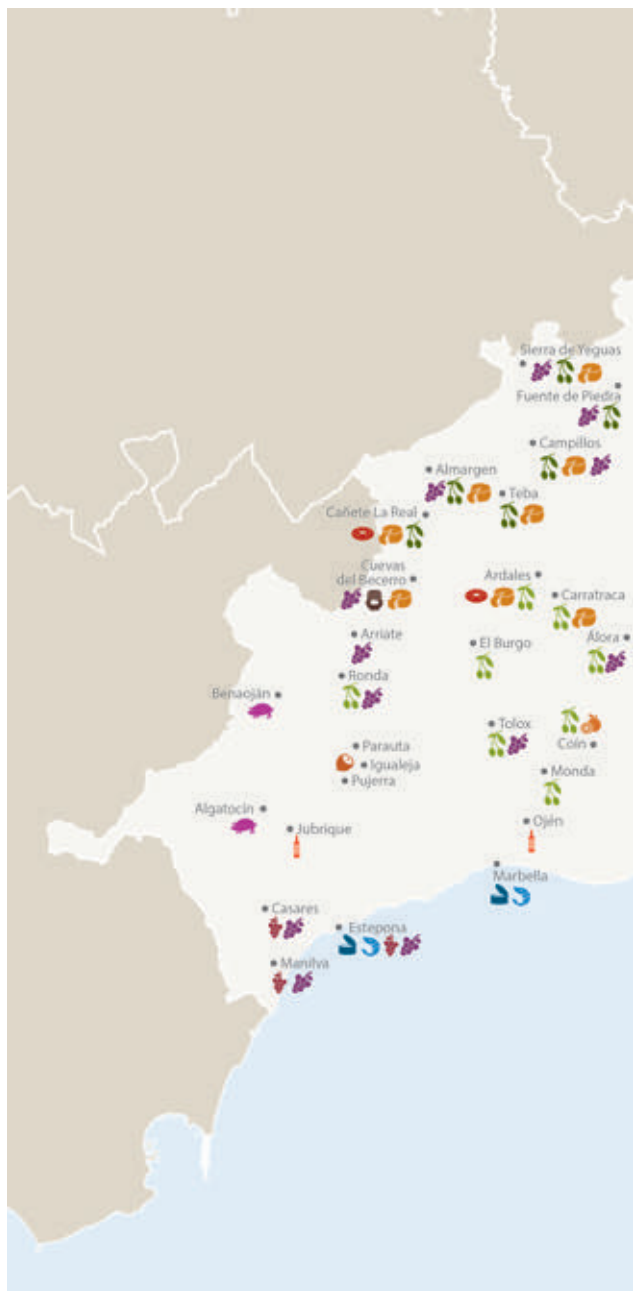 Sierra de Yeguas
Fuente de Piedra
Campillos
Almargen
Teba
Cañete La Real
Cuevas
del Becerro
Ardales
Carratraca
Arriate
El Burgo
Álora
Ronda
Benaoján
Tolox
Coín
Parauta
Igualeja
Pujerra
Monda
Algatocín
Jubrique
Ojén
Marbella
Casares
Estepona
Manilva